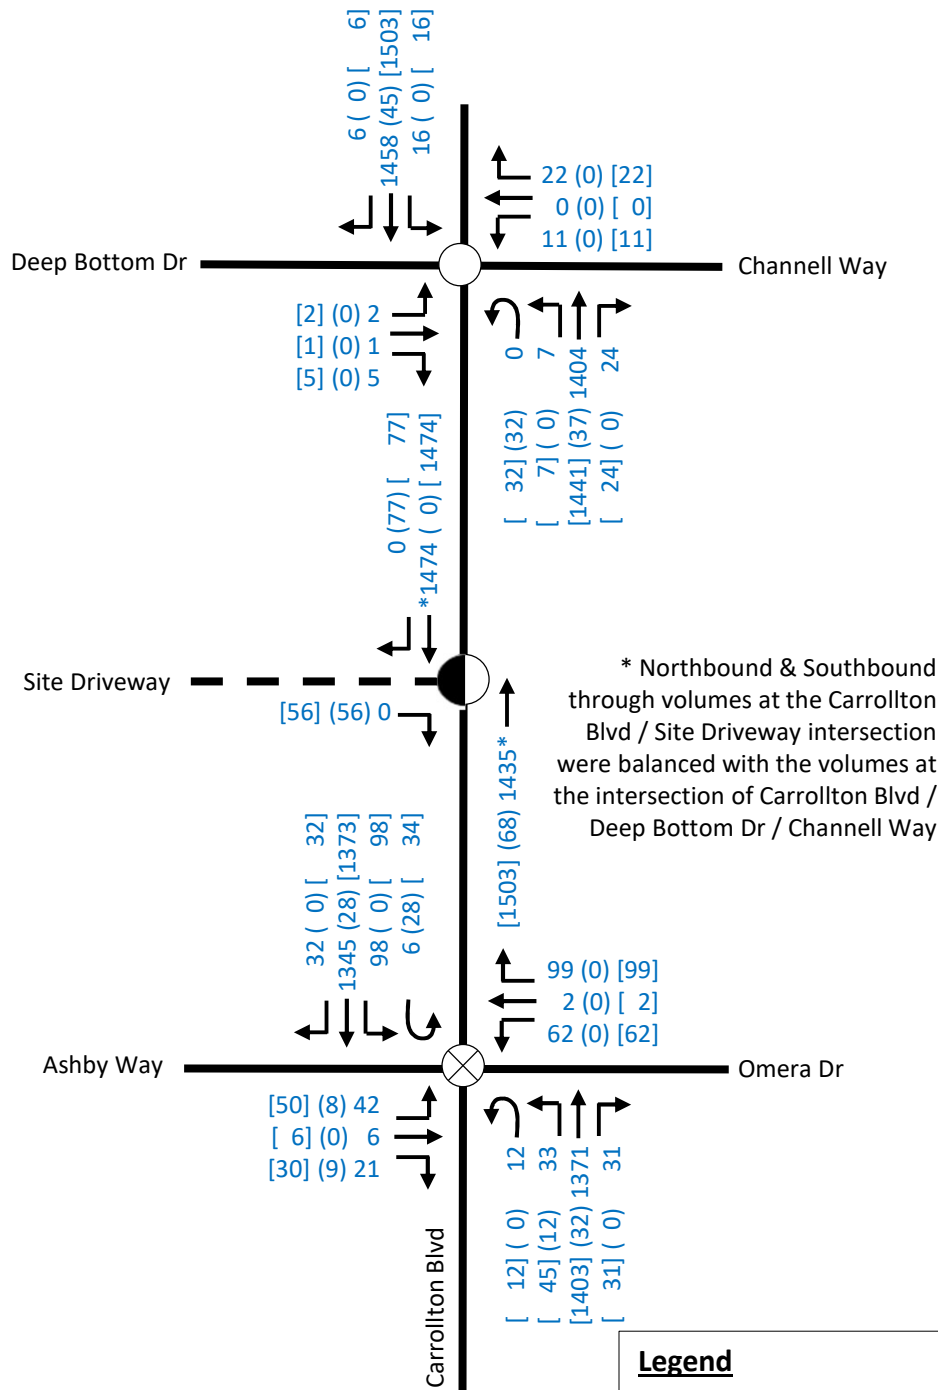 6 ( 0) [ 6]
1458 (45) [1503]
16 ( 0) [ 16]
22 (0) [22]
0 (0) [ 0]
11 (0) [11]
Deep Bottom Dr
Channell Way
[2] (0) 2
[1] (0) 1
[5] (0) 5
[ 32] (32) 0
[ 7] ( 0) 7
[1441] (37) 1404
[ 24] ( 0) 24
0 (77) [ 77]
*1474 ( 0) [ 1474]
Site Driveway
[56] (56) 0
[1503] (68) 1435*
* Northbound & Southbound
through volumes at the Carrollton
Blvd / Site Driveway intersection
were balanced with the volumes at
the intersection of Carrollton Blvd /
Deep Bottom Dr / Channell Way
32 ( 0) [ 32]
1345 (28) [1373]
98 ( 0) [ 98]
6 (28) [ 34]
99 (0) [99]
2 (0) [ 2]
62 (0) [62]
Ashby Way
Omera Dr
[50] (8) 42
[ 6] (0) 6
[30] (9) 21
[ 12] ( 0) 12
[ 45] (12) 33
[1403] (32) 1371
[ 31] ( 0) 31
Carrollton Blvd
Legend